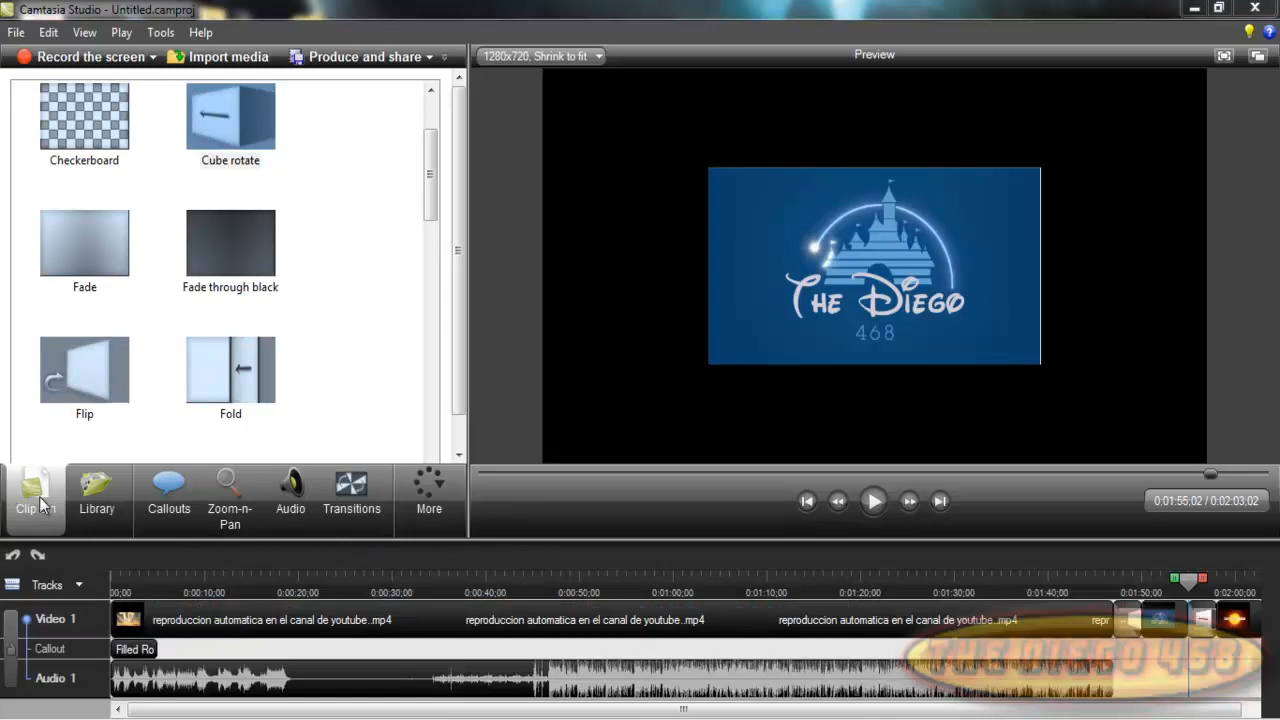 Camtasia Studio - Untitled.camproj
File Edit View Play Tools Help
Record the screen Import media Produce and share
1280x720, Shrink to fit
Preview
Checkerboard
Cube rotate
Fade
Fade through black
Flip
Fold
THE DIEGO
468
Library
Callouts
Zoom-n-
Pan
Audio
Transitions
More
0:01:55,02 / 0:02:03,02
Tracks
00;00 0:00:10;00 0:00:20;00 0:00:30;00 0:00:40;00 0:00:50;00 0:01:00;00 0:01:10;00 0:01:20;00 0:01:30;00 0:01:40;00 0:01:50;00 0:02:00;00
Video 1
reproduccion automatica en el canal de youtube..mp4 reproduccion automatica en el canal de youtube..mp4 reproduccion automatica en el canal de youtube..mp4 repr
Callout
Filled Ro
Audio 1
THE DIEGO 468